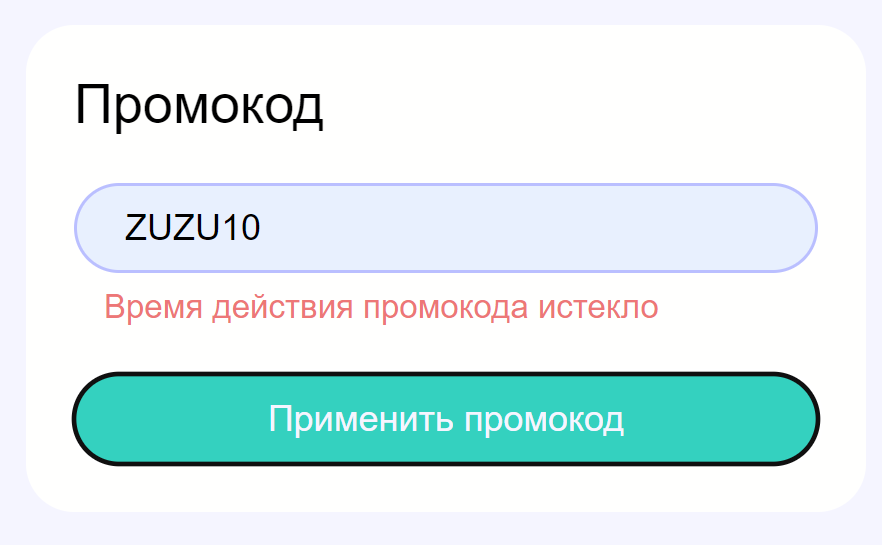 Промокод
ZUZU10
Время действия промокода истекло
Применить промокод